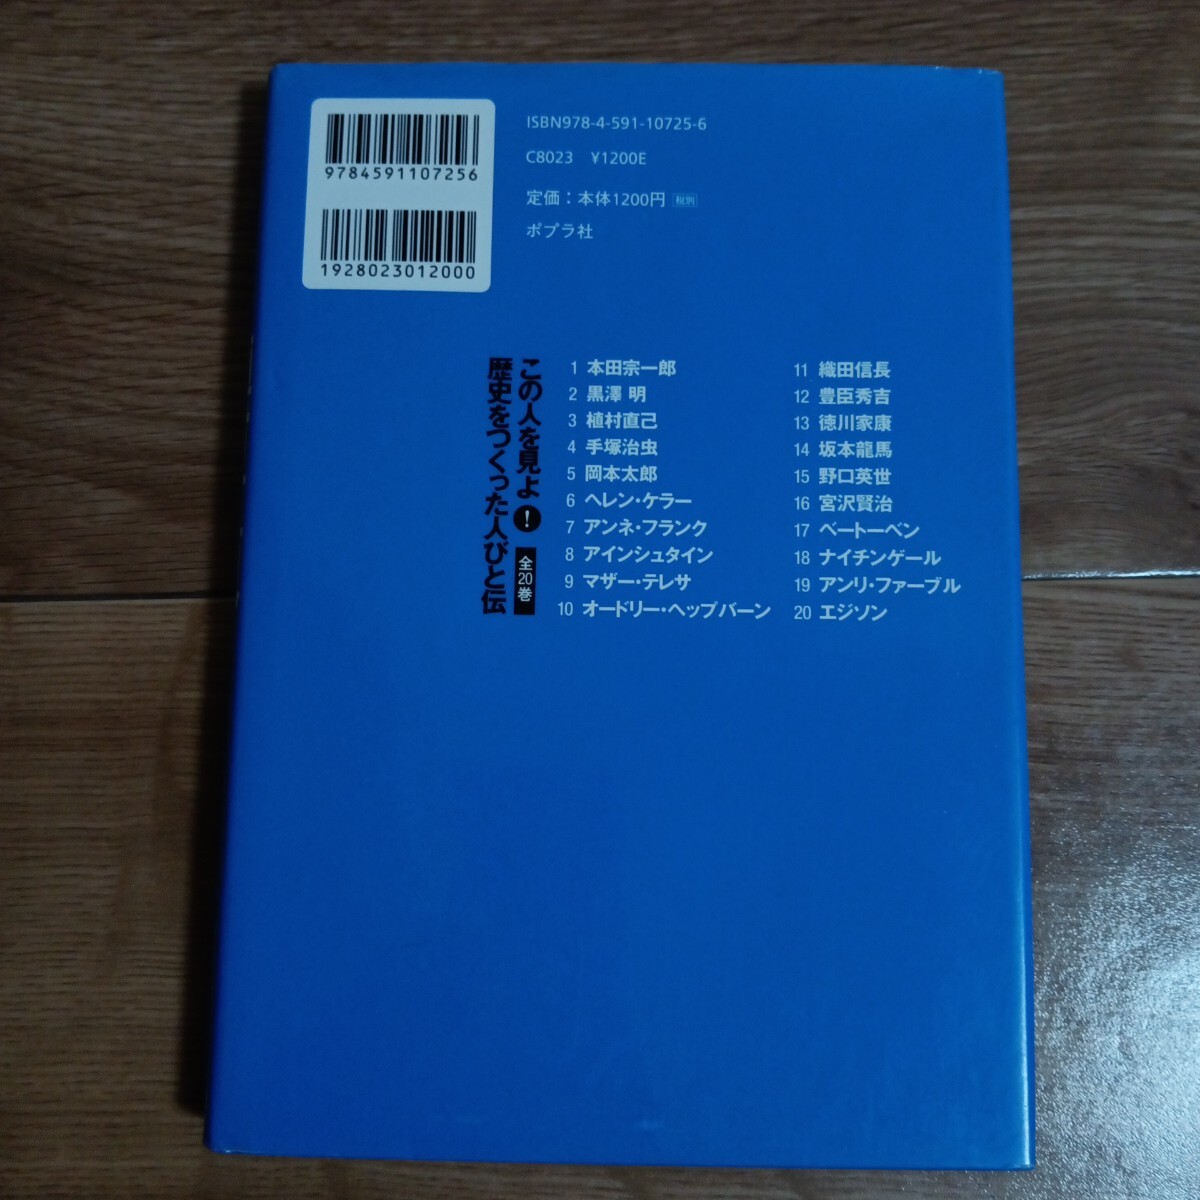 9784591107256
1928023012000
ISBN978-4-591-10725-6
C8023 ¥1200E
定価：本体1200円 税別
ポプラ社
この人を見よ！
歴史をつくった人びと伝
全20巻
1 本田宗一郎
2 黒澤 明
3 植村直己
4 手塚治虫
5 岡本太郎
6 ヘレン・ケラー
7 アンネ・フランク
8 アインシュタイン
9 マザー・テレサ
10 オードリー・ヘップバーン
11 織田信長
12 豊臣秀吉
13 徳川家康
14 坂本龍馬
15 野口英世
16 宮沢賢治
17 ベートーベン
18 ナイチンゲール
19 アンリ・ファーブル
20 エジソン